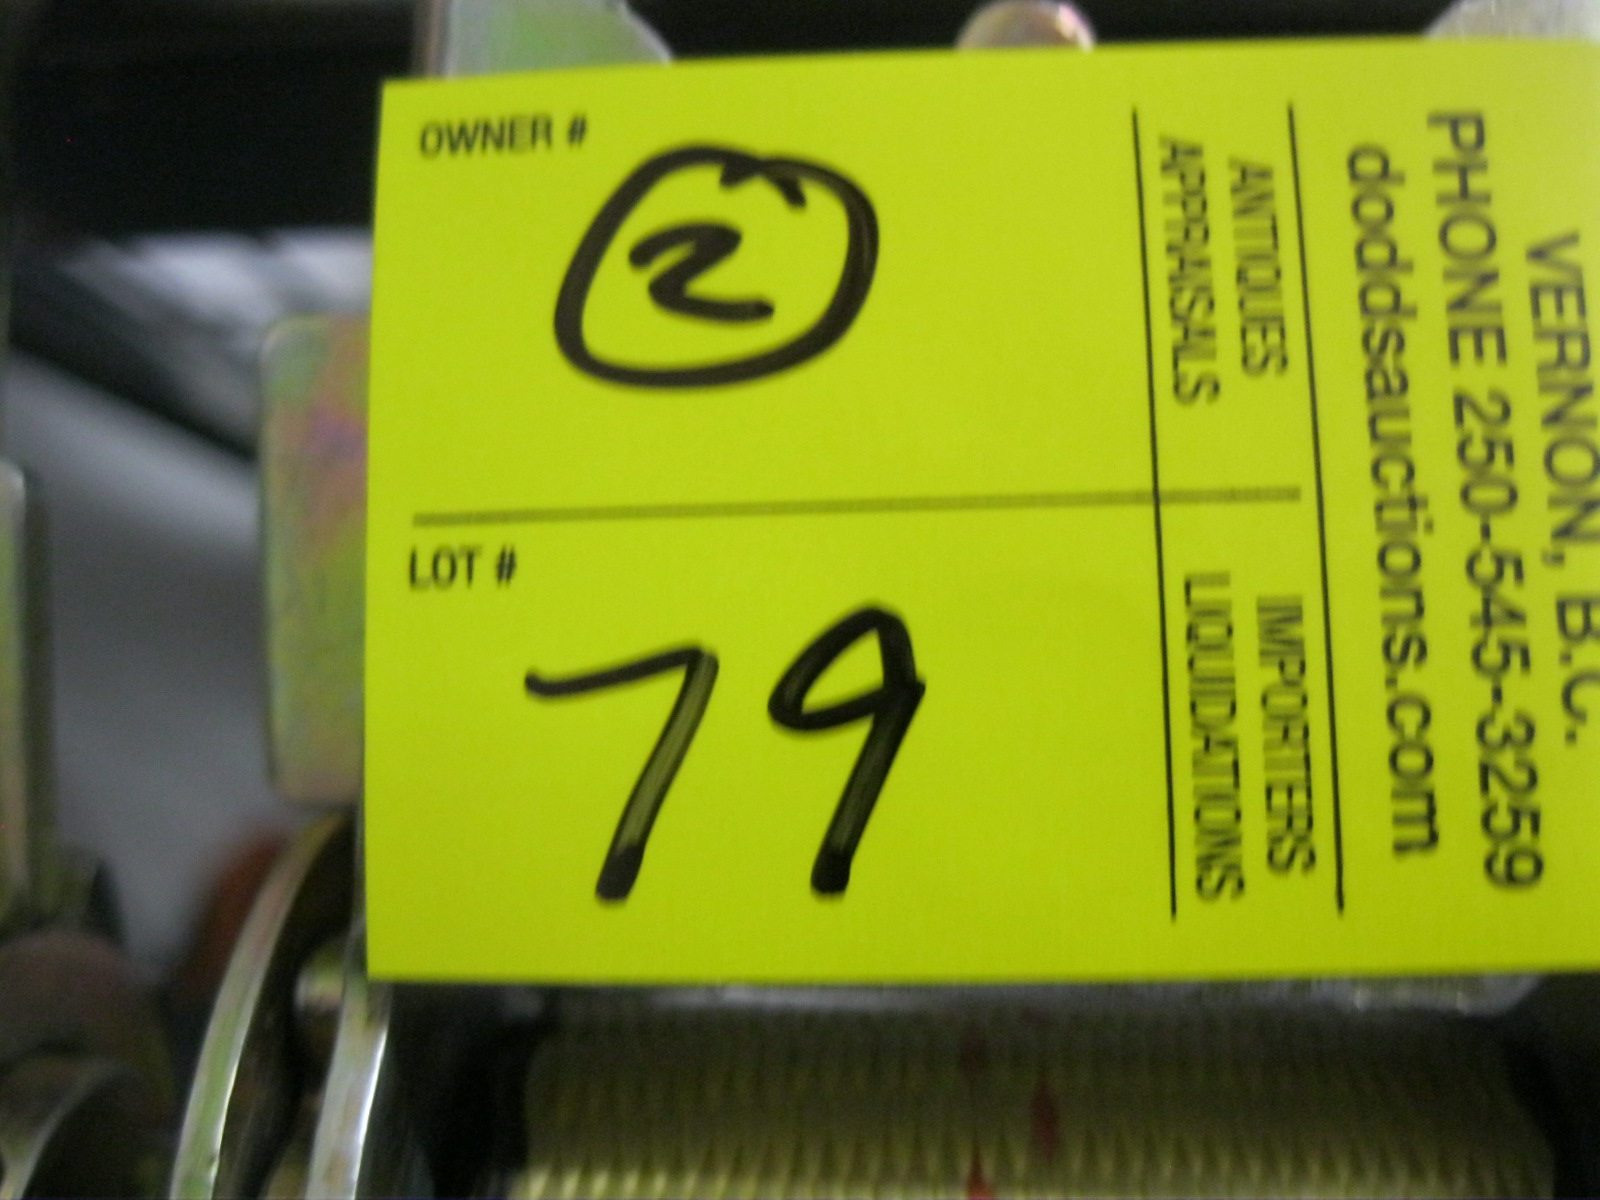 OWNER #
2
LOT #
79
VERNON, B.C.
PHONE 250-545-3259
doddsauctions.com
ANTIQUES
APPRAISALS
IMPORTERS
LIQUIDATIONS